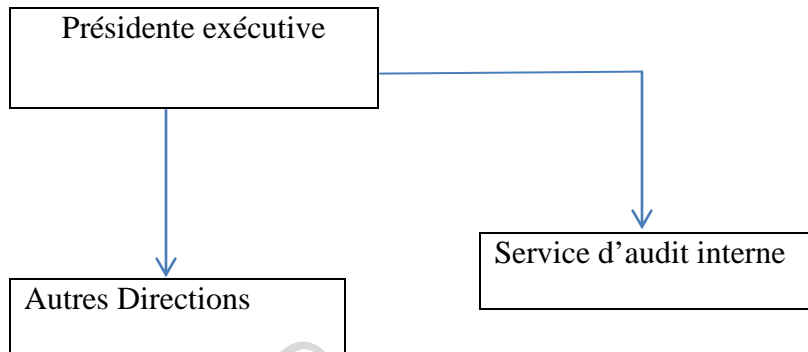 Présidente exécutive
Service d’audit interne
Autres Directions